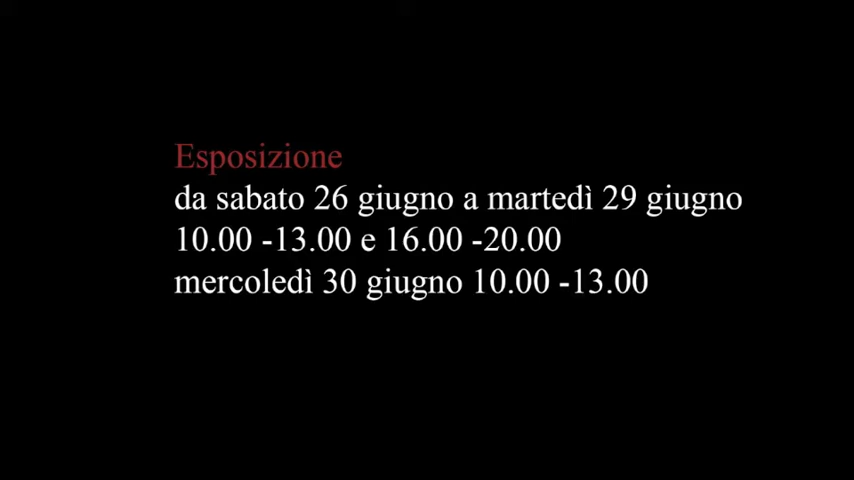 Esposizione
da sabato 26 giugno a martedì 29 giugno
10.00 -13.00 e 16.00 -20.00
mercoledì 30 giugno 10.00 -13.00